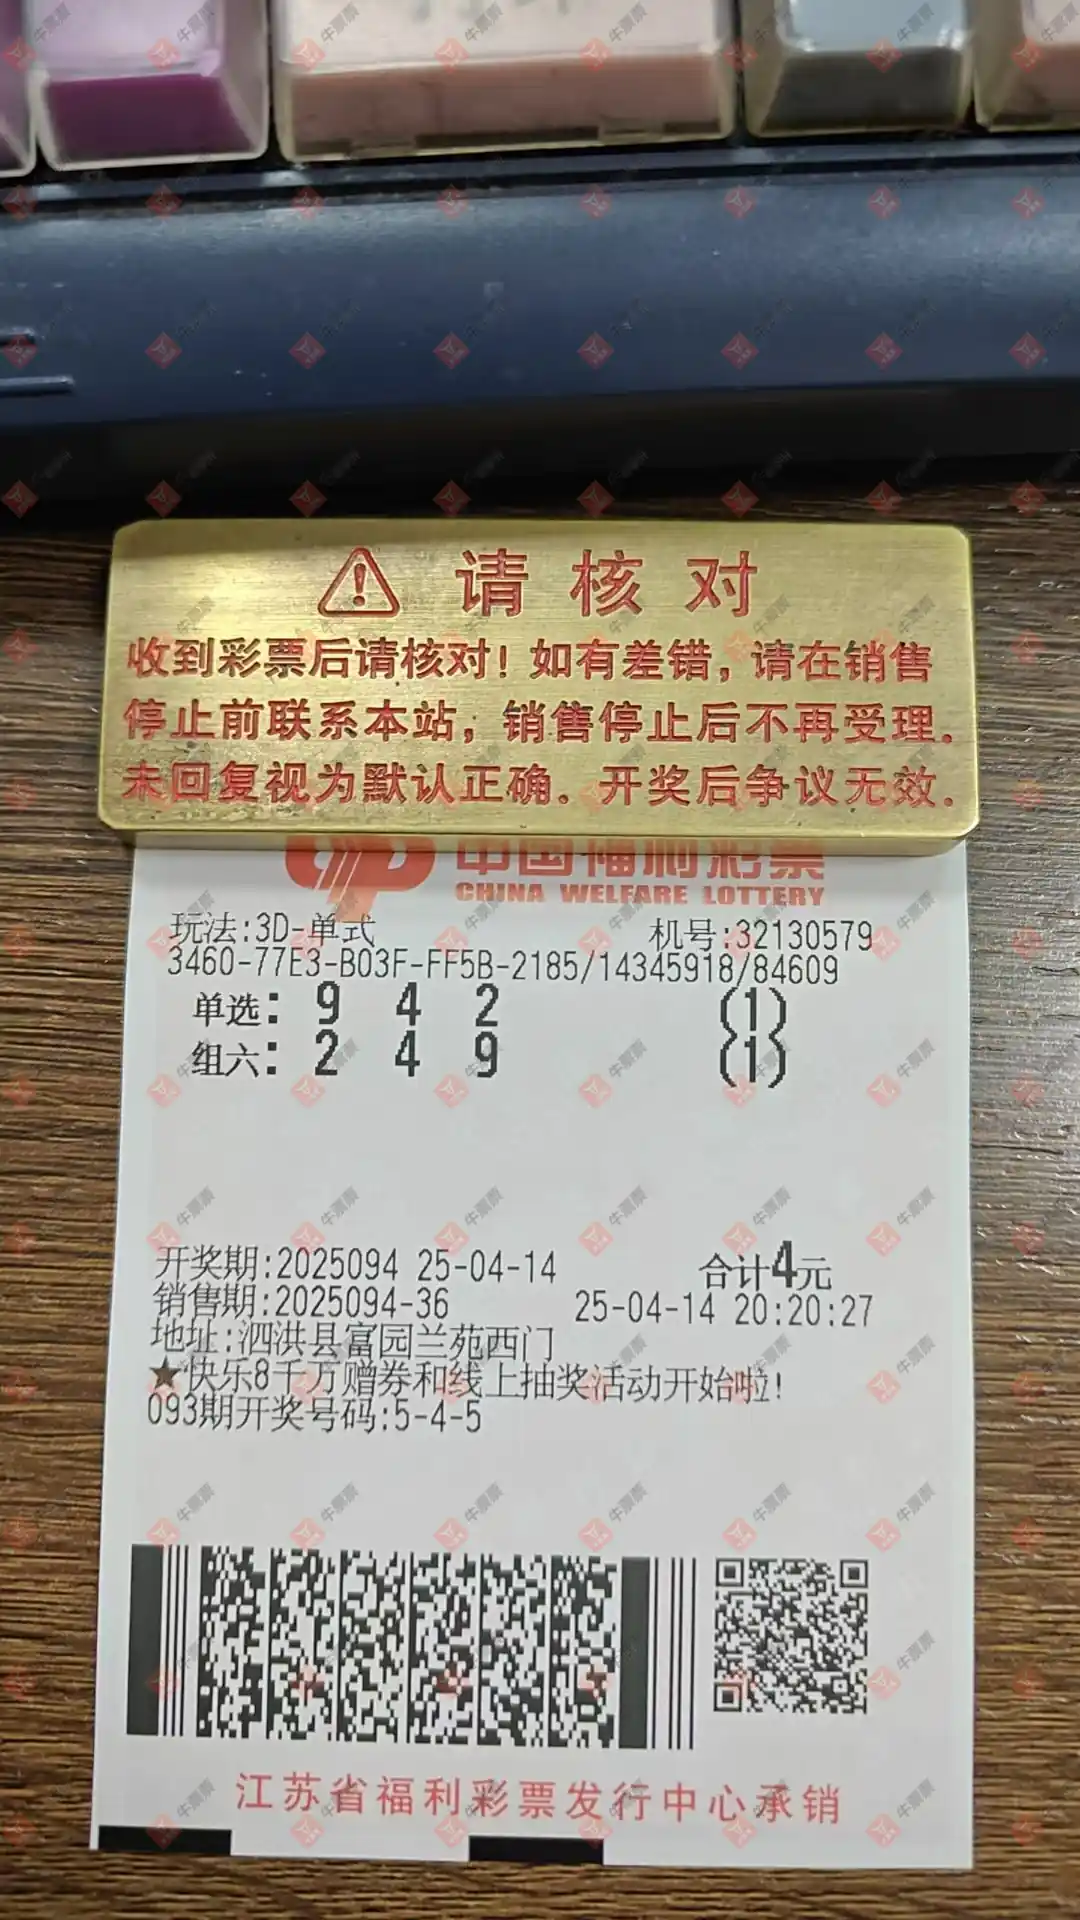 请核对
收到彩票后请核对！如有差错，请在销售
停止前联系本站，销售停止后不再受理。
未回复视为默认正确。开奖后争议无效。
中国福利彩票
CHINA WELFARE LOTTERY
玩法:3D-单式 机号:32130579
3460-77E3-B03F-FF5B-2185/14345918/84609
单选: 9 4 2 (1)
组六: 2 4 9 (1)
开奖期:2025094 25-04-14 合计4元
销售期:2025094-36 25-04-14 20:20:27
地址:泗洪县富园兰苑西门
★快乐8千万赠券和线上抽奖活动开始啦!
093期开奖号码:5-4-5
江苏省福利彩票发行中心承销
牛票票